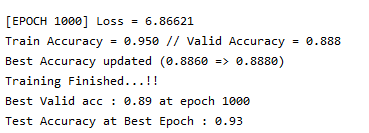 [EPOCH 1000] Loss = 6.86621
Train Accuracy = 0.950 // Valid Accuracy = 0.888
Best Accuracy updated (0.8860 => 0.8880)
Training Finished...!!
Best Valid acc : 0.89 at epoch 1000
Test Accuracy at Best Epoch : 0.93